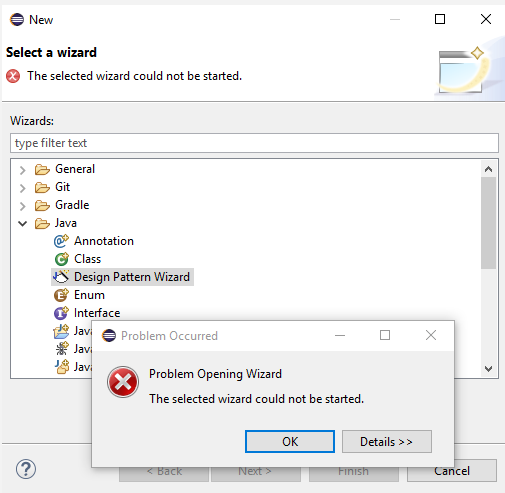 New
Select a wizard
The selected wizard could not be started.
Wizards:
type filter text
General
Git
Gradle
Java
Annotation
Class
Design Pattern Wizard
Enum
Interface
Java
Java
Java
Problem Occurred
Problem Opening Wizard
The selected wizard could not be started.
OK
Details >>
< Back
Next >
Finish
Cancel